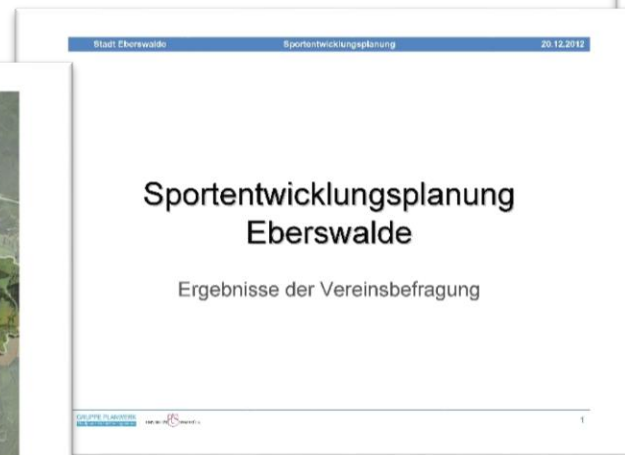 Stadt Eberswalde Sportentwicklungsplanung 20.12.2012
Sportentwicklungsplanung
Eberswalde
Ergebnisse der Vereinsbefragung
GRUPPE PLANWERK 1